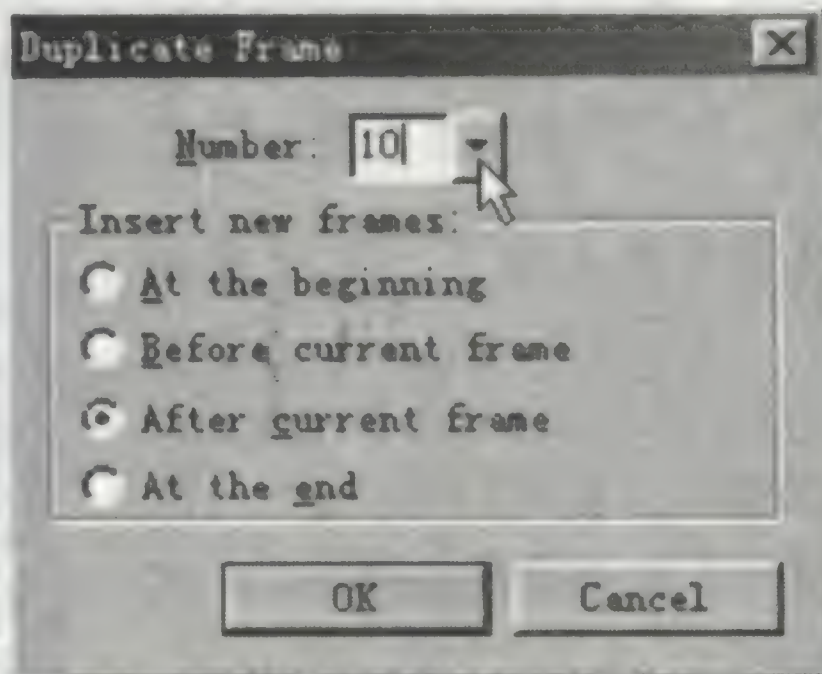 Duplicate Frame
Number: 10
Insert new frames:
At the beginning
Before current frame
After current frame
At the end
OK Cancel